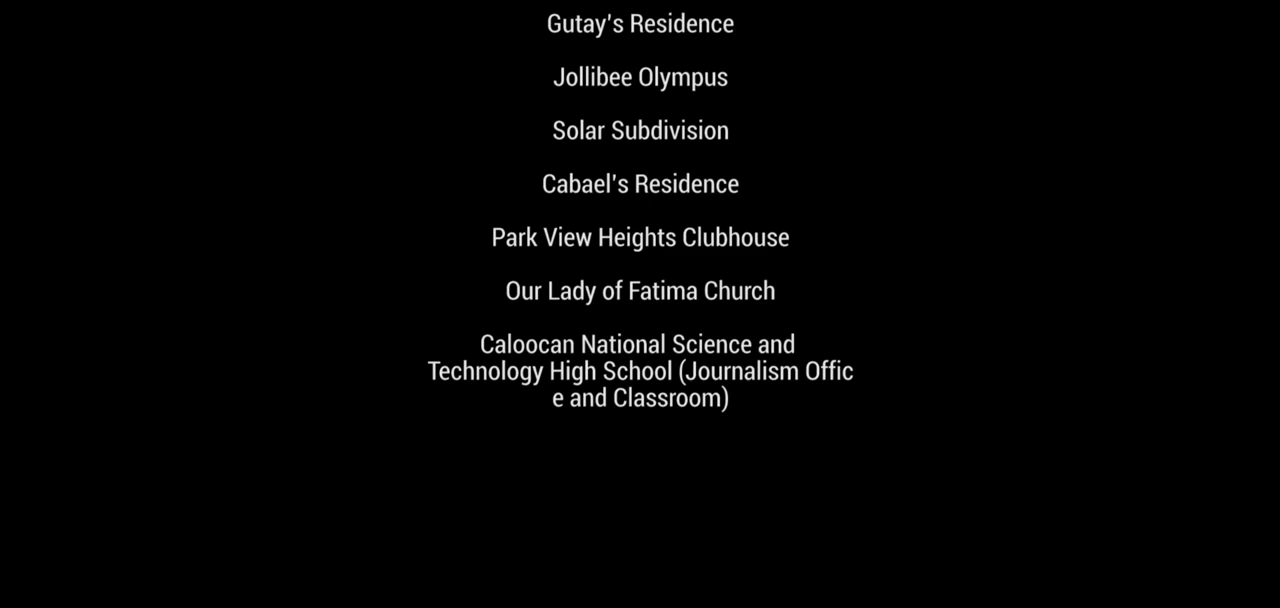 Gutay's Residence
Jollibee Olympus
Solar Subdivision
Cabael's Residence
Park View Heights Clubhouse
Our Lady of Fatima Church
Caloocan National Science and
Technology High School (Journalism Offic
e and Classroom)